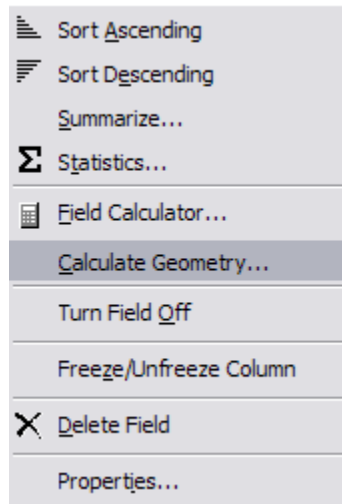 Sort Ascending
Sort Descending
Summarize...
Statistics...
Field Calculator...
Calculate Geometry...
Turn Field Off
Freeze/Unfreeze Column
Delete Field
Properties...